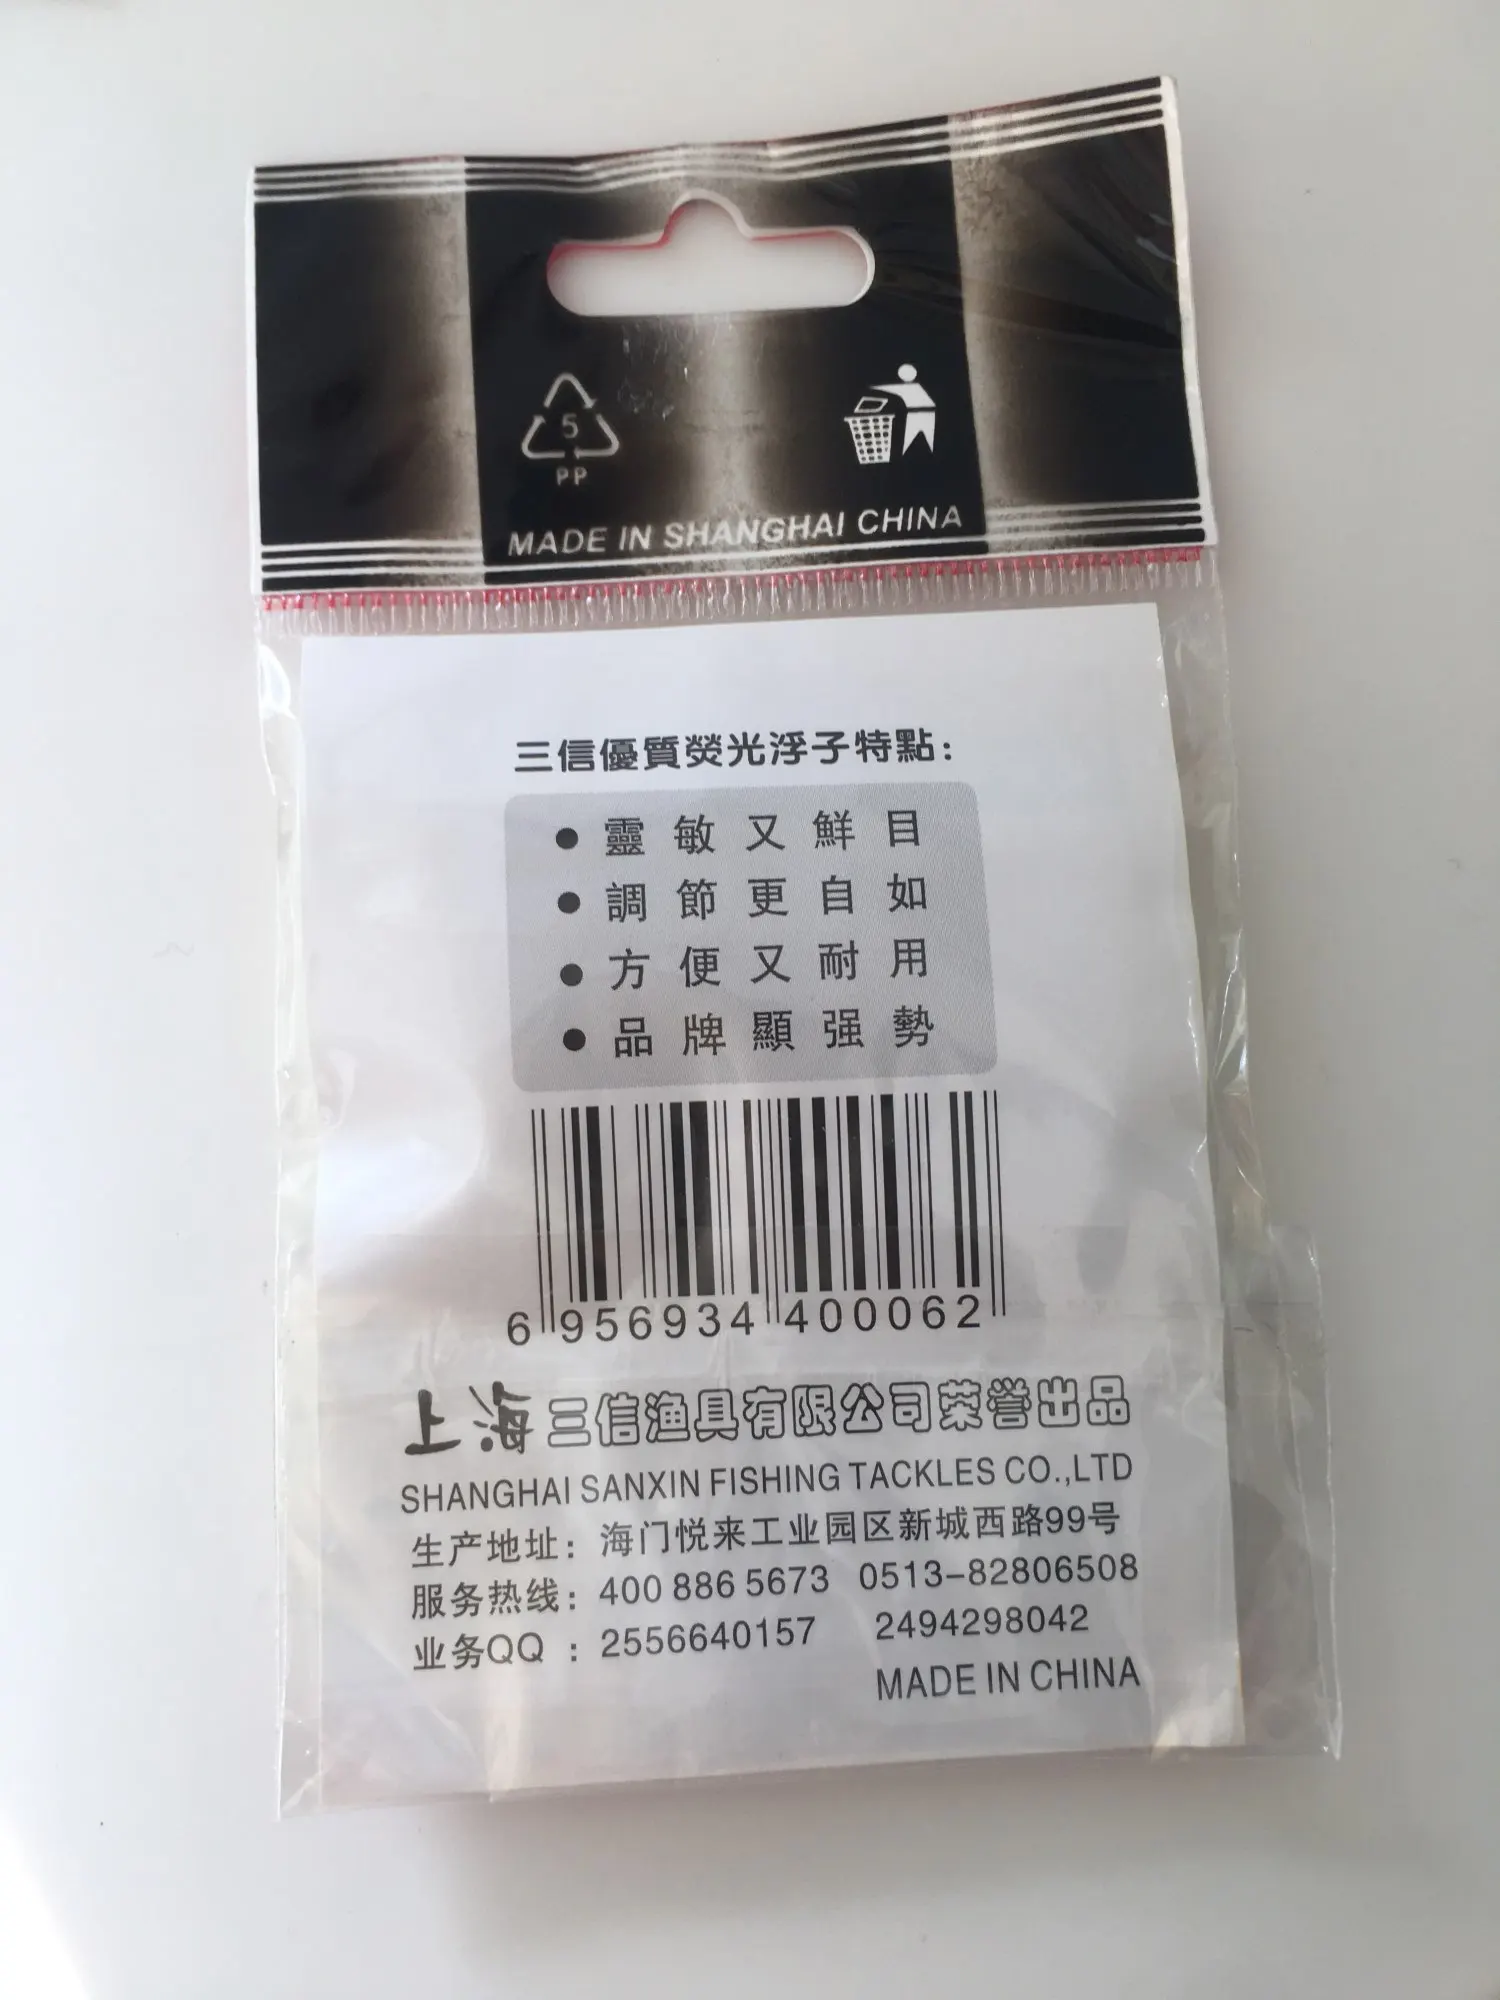 5
PP
MADE IN SHANGHAI CHINA
三信優質熒光浮子特點:
● 靈敏又鮮目
● 調節更自如
● 方便又耐用
● 品牌顯强勢
6 956934 400062
上海三信渔具有限公司荣誉出品
SHANGHAI SANXIN FISHING TACKLES CO.,LTD
生产地址：海门悦来工业园区新城西路99号
服务热线：400 886 5673 0513-82806508
业务QQ ：2556640157 2494298042
MADE IN CHINA